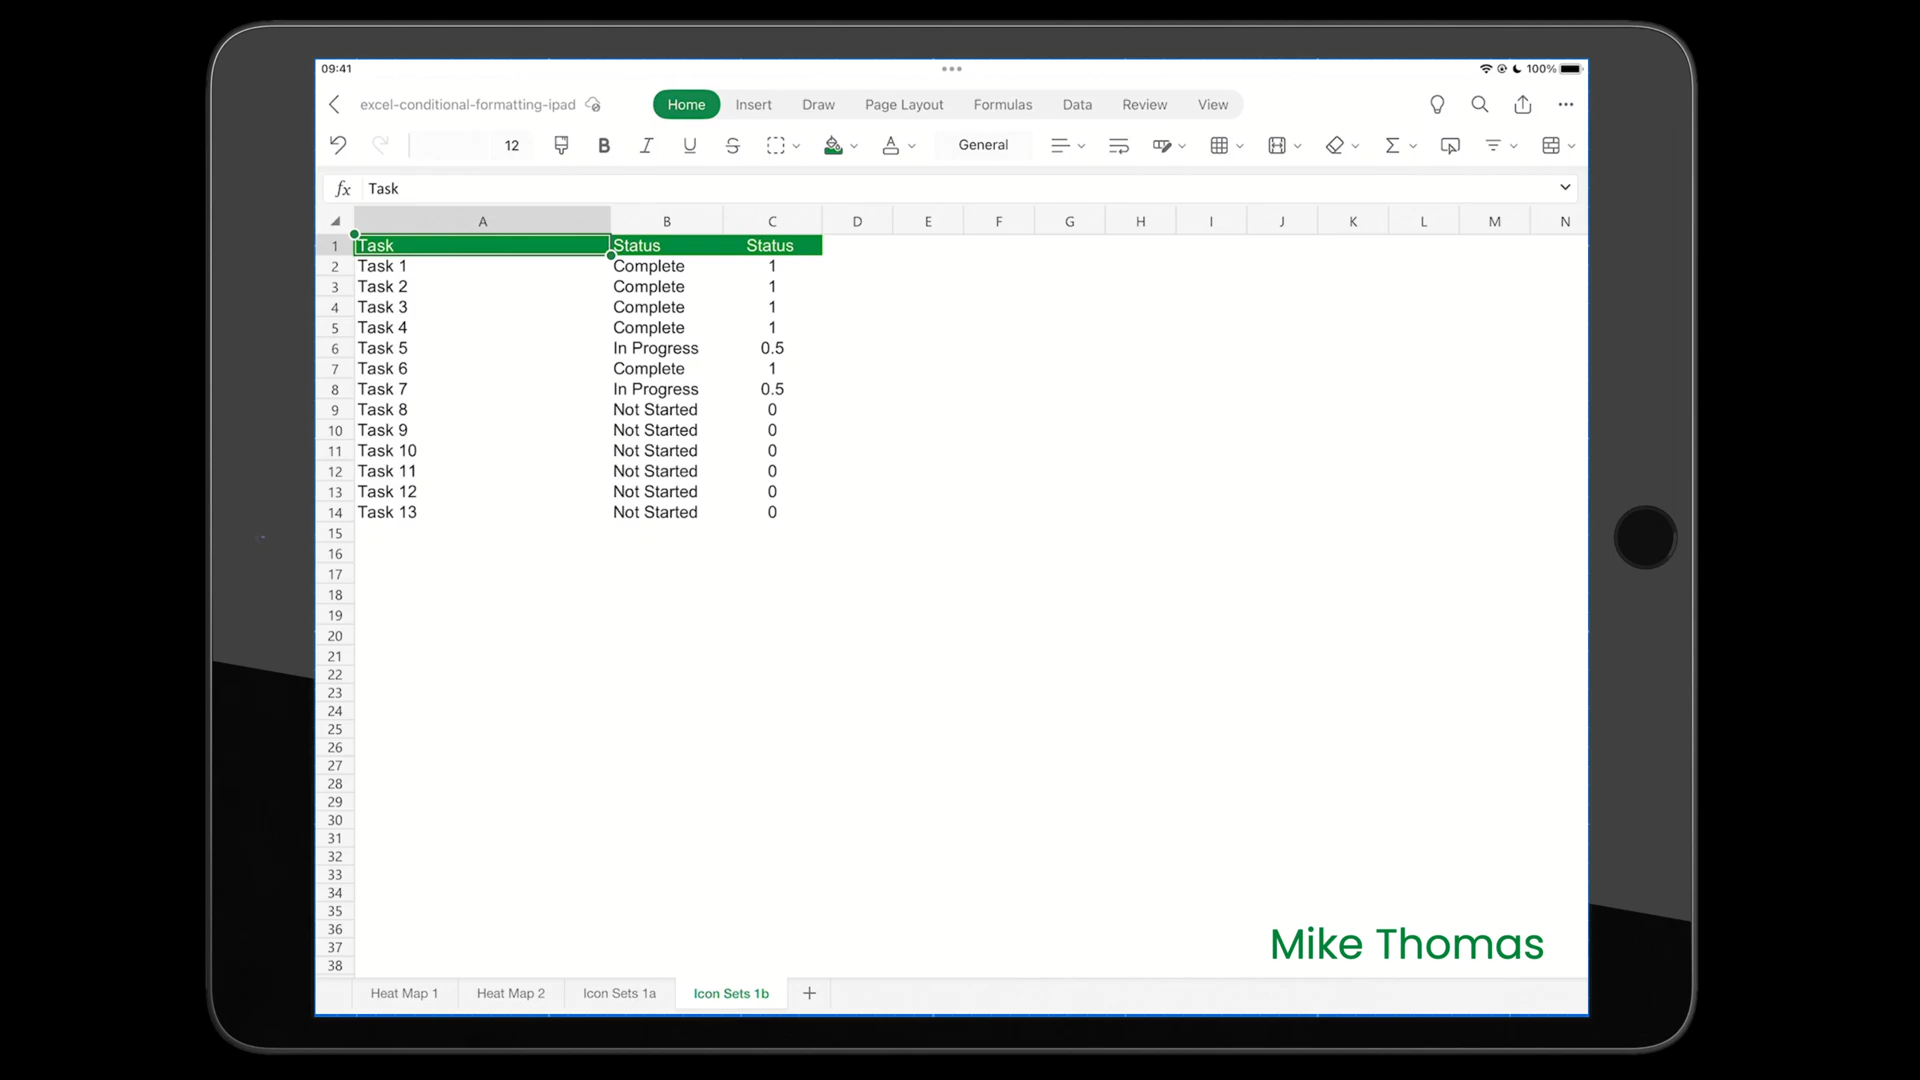 09:41
100%
excel-conditional-formatting-ipad
Home Insert Draw Page Layout Formulas Data Review View
12 B I U S A General Σ
fx Task
A B C D E F G H I J K L M N
1 Task Status Status
2 Task 1 Complete 1
3 Task 2 Complete 1
4 Task 3 Complete 1
5 Task 4 Complete 1
6 Task 5 In Progress 0.5
7 Task 6 Complete 1
8 Task 7 In Progress 0.5
9 Task 8 Not Started 0
10 Task 9 Not Started 0
11 Task 10 Not Started 0
12 Task 11 Not Started 0
13 Task 12 Not Started 0
14 Task 13 Not Started 0
15
16
17
18
19
20
21
22
23
24
25
26
27
28
29
30
31
32
33
34
35
36
37
38
Mike Thomas
Heat Map 1 Heat Map 2 Icon Sets 1a Icon Sets 1b +